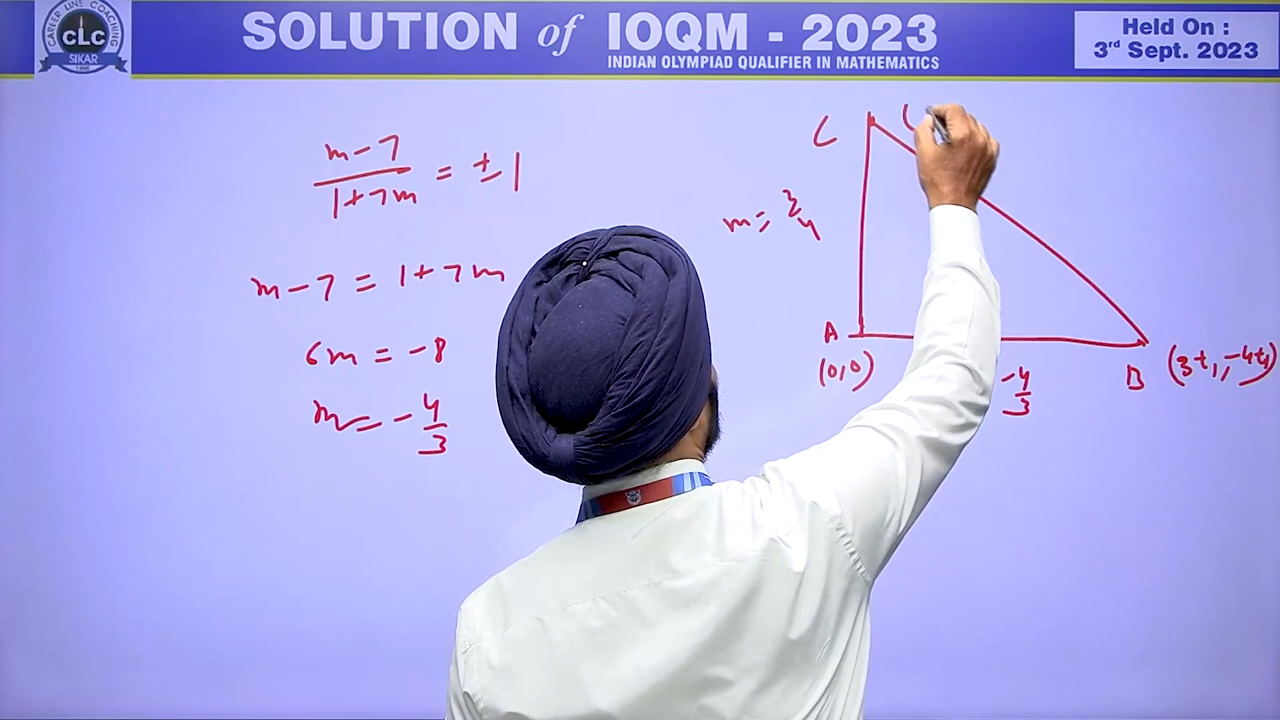 CAREER LINE COACHING
CLC
SIKAR
SOLUTION of IOQM - 2023
INDIAN OLYMPIAD QUALIFIER IN MATHEMATICS
Held On :
3rd Sept. 2023
m-7/1+7m = ±1
m-7 = 1+7m
6m = -8
m = -4/3
C (
m = 3/4
A
(0,0)
-4/3
B (3t₁, -4t₁)